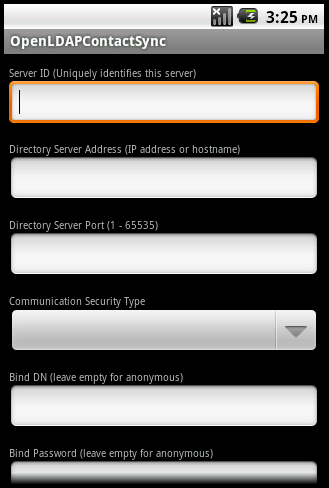 3:25 PM
OpenLDAPContactSync
Server ID (Uniquely identifies this server)
Directory Server Address (IP address or hostname)
Directory Server Port (1 - 65535)
Communication Security Type
Bind DN (leave empty for anonymous)
Bind Password (leave empty for anonymous)